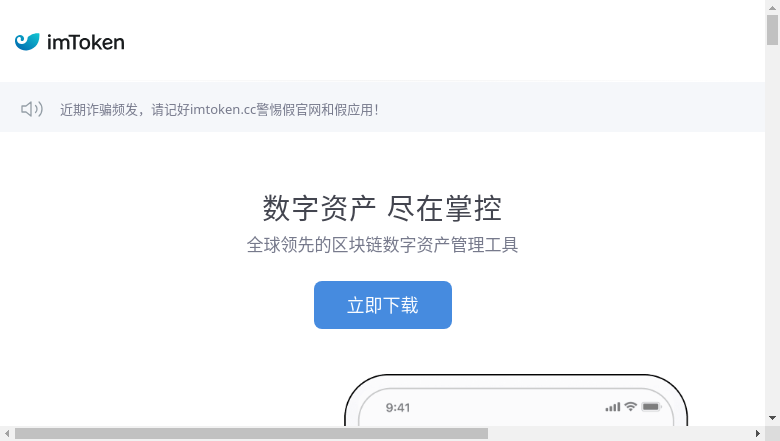 imToken
近期诈骗频发，请记好imtoken.cc警惕假官网和假应用！
数字资产 尽在掌控
全球领先的区块链数字资产管理工具
立即下载
9:41